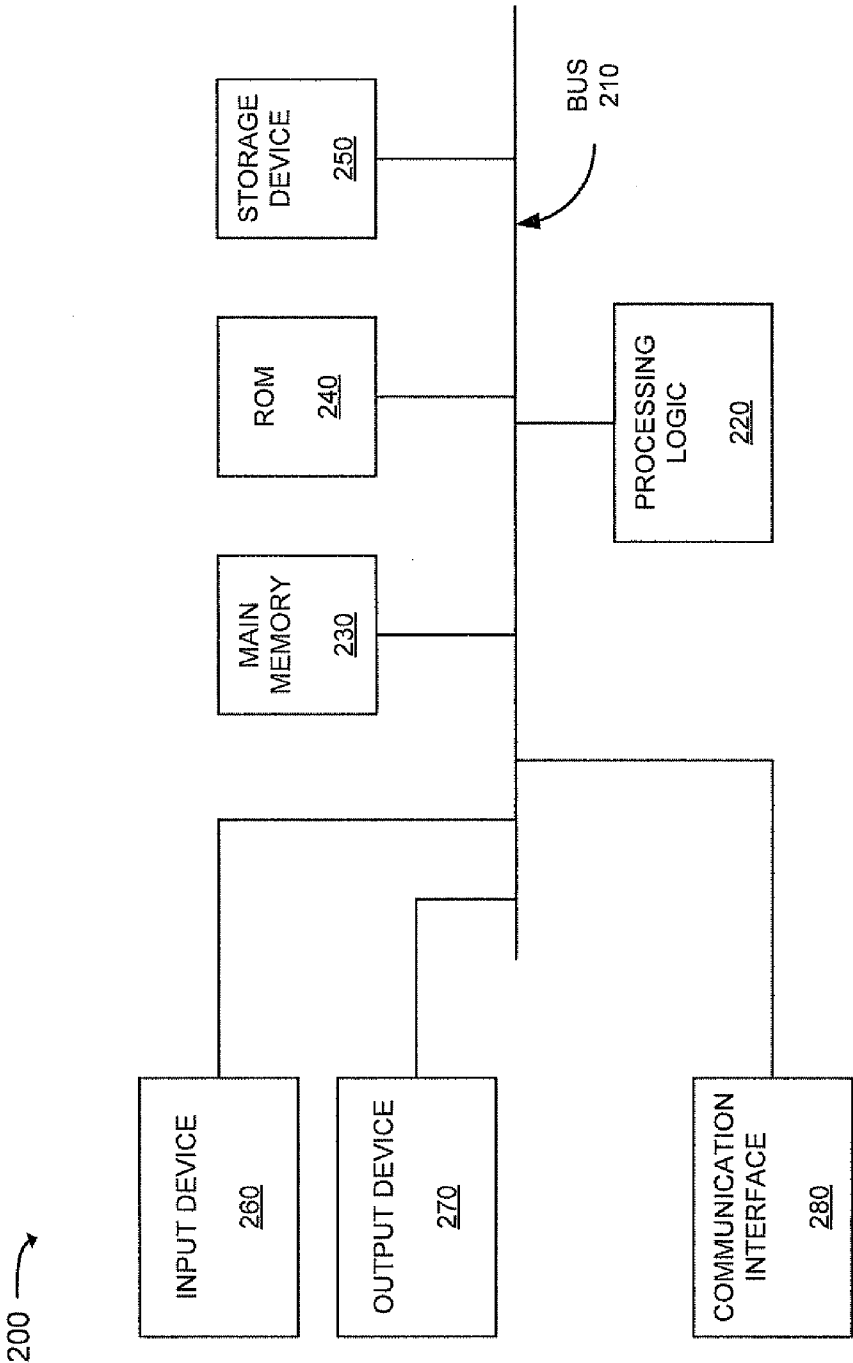 200
INPUT DEVICE
260
OUTPUT DEVICE
270
COMMUNICATION
INTERFACE
280
MAIN
MEMORY
230
ROM
240
STORAGE
DEVICE
250
PROCESSING
LOGIC
220
BUS
210